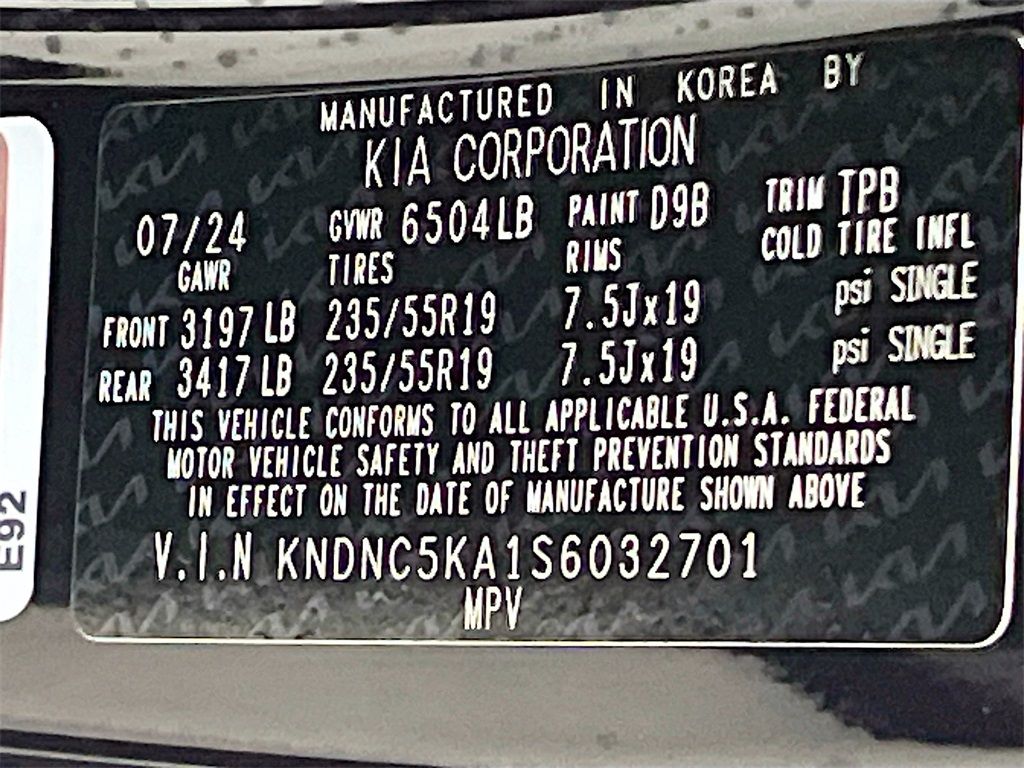 MANUFACTURED IN KOREA BY
KIA CORPORATION
07/24 GVWR 6504LB PAINT D9B TRIM TPB
GAWR TIRES RIMS COLD TIRE INFL
FRONT 3197 LB 235/55R19 7.5Jx19 psi SINGLE
REAR 3417 LB 235/55R19 7.5Jx19 psi SINGLE
THIS VEHICLE CONFORMS TO ALL APPLICABLE U.S.A. FEDERAL
MOTOR VEHICLE SAFETY AND THEFT PREVENTION STANDARDS
IN EFFECT ON THE DATE OF MANUFACTURE SHOWN ABOVE
V.I.N KNDNC5KA1S6032701
MPV
E92